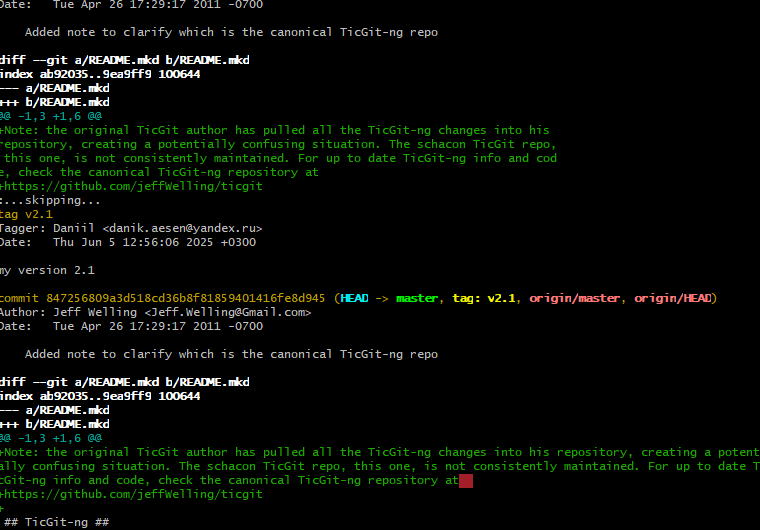 Date:   Tue Apr 26 17:29:17 2011 -0700
    Added note to clarify which is the canonical TicGit-ng repo
diff --git a/README.mkd b/README.mkd
index ab92035..9ea9ff9 100644
--- a/README.mkd
+++ b/README.mkd
@@ -1,3 +1,6 @@
+Note: the original TicGit author has pulled all the TicGit-ng changes into his
repository, creating a potentially confusing situation. The schacon TicGit repo,
 this one, is not consistently maintained. For up to date TicGit-ng info and cod
e, check the canonical TicGit-ng repository at
+https://github.com/jeffWelling/ticgit
:...skipping...
tag v2.1
Tagger: Daniil <danik.aesen@yandex.ru>
Date:   Thu Jun 5 12:56:06 2025 +0300
my version 2.1
commit 847256809a3d518cd36b8f81859401416fe8d945 (HEAD -> master, tag: v2.1, origin/master, origin/HEAD)
Author: Jeff Welling <Jeff.Welling@Gmail.com>
Date:   Tue Apr 26 17:29:17 2011 -0700
    Added note to clarify which is the canonical TicGit-ng repo
diff --git a/README.mkd b/README.mkd
index ab92035..9ea9ff9 100644
--- a/README.mkd
+++ b/README.mkd
@@ -1,3 +1,6 @@
+Note: the original TicGit author has pulled all the TicGit-ng changes into his repository, creating a potent
ially confusing situation. The schacon TicGit repo, this one, is not consistently maintained. For up to date T
icGit-ng info and code, check the canonical TicGit-ng repository at
+https://github.com/jeffWelling/ticgit
+
 ## TicGit-ng ##